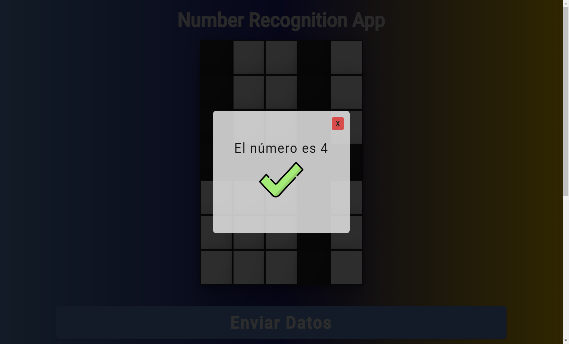 Number Recognition App
x
El número es 4
Enviar Datos